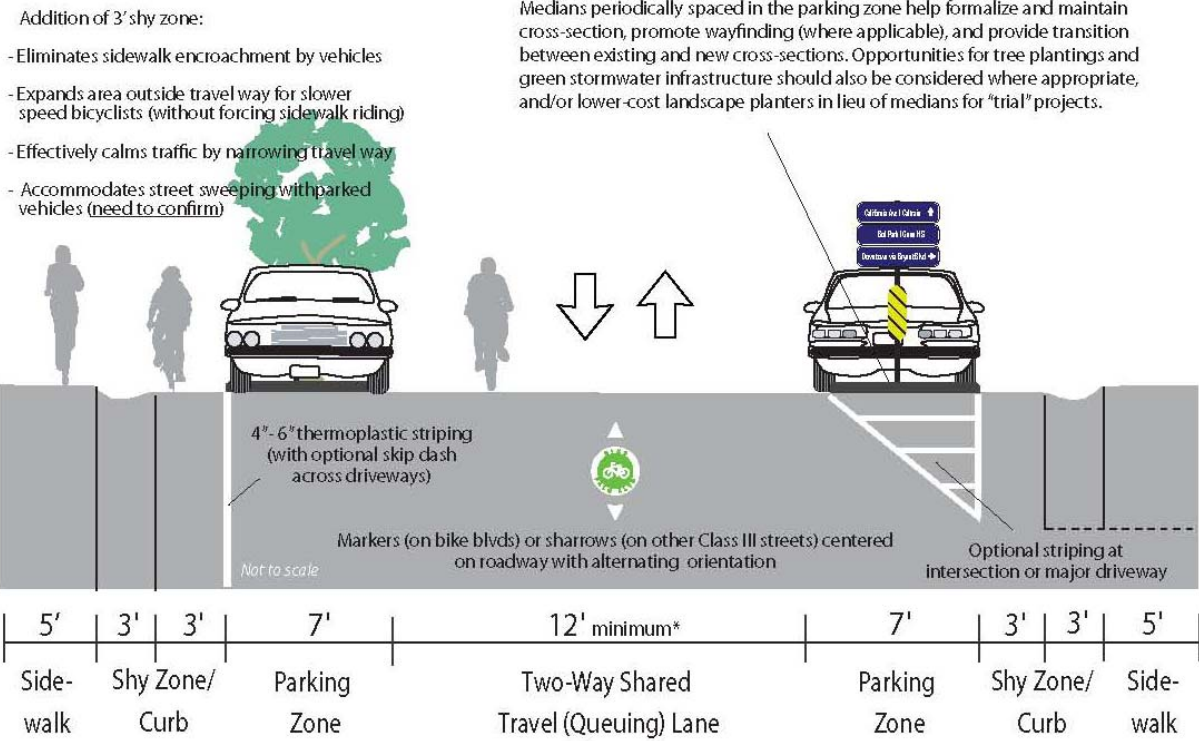 Addition of 3' shy zone:
- Eliminates sidewalk encroachment by vehicles
- Expands area outside travel way for slower
speed bicyclists (without forcing sidewalk riding)
- Effectively calms traffic by narrowing travel way
- Accommodates street sweeping withparked
vehicles (need to confirm)
Medians periodically spaced in the parking zone help formalize and maintain
cross-section, promote wayfinding (where applicable), and provide transition
between existing and new cross-sections. Opportunities for tree plantings and
green stormwater infrastructure should also be considered where appropriate,
and/or lower-cost landscape planters in lieu of medians for "trial" projects.
California Ave | Caltrain
Downtown via Bryant Blvd
4"- 6" thermoplastic striping
(with optional skip dash
across driveways)
Markers (on bike blvds) or sharrows (on other Class III streets) centered
on roadway with alternating orientation
Optional striping at
intersection or major driveway
Not to scale
5' 3' 3' 7' 12' minimum* 7' 3' 3' 5'
Side-
walk
Shy Zone/
Curb
Parking
Zone
Two-Way Shared
Travel (Queuing) Lane
Parking
Zone
Shy Zone/
Curb
Side-
walk